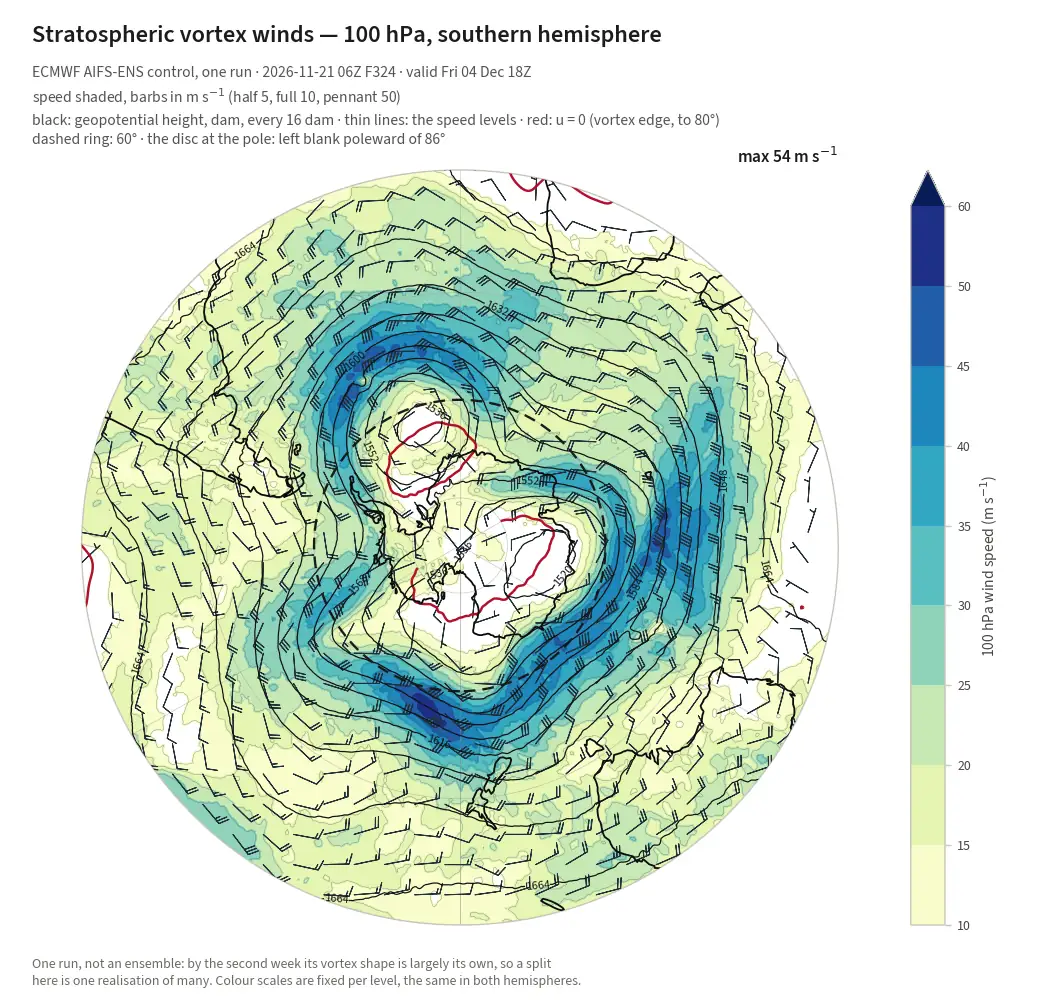 Stratospheric vortex winds — 100 hPa, southern hemisphere
ECMWF AIFS-ENS control, one run · 2026-11-21 06Z F324 · valid Fri 04 Dec 18Z
speed shaded, barbs in m s⁻¹ (half 5, full 10, pennant 50)
black: geopotential height, dam, every 16 dam · thin lines: the speed levels · red: u = 0 (vortex edge, to 80°)
dashed ring: 60° · the disc at the pole: left blank poleward of 86°
max 54 m s⁻¹
60
50
45
40
35
30
25
20
15
10
100 hPa wind speed (m s⁻¹)
1664
1632
1600
1536
1552
1648
1568
1520
1664
1664
1664
1664
One run, not an ensemble: by the second week its vortex shape is largely its own, so a split
here is one realisation of many. Colour scales are fixed per level, the same in both hemispheres.